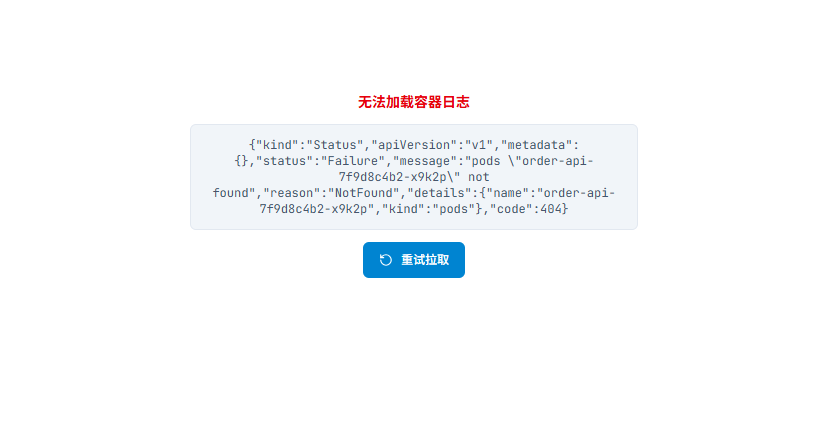 无法加载容器日志
{"kind":"Status","apiVersion":"v1","metadata":
{},"status":"Failure","message":"pods \"order-api-
7f9d8c4b2-x9k2p\" not
found","reason":"NotFound","details":{"name":"order-api-
7f9d8c4b2-x9k2p","kind":"pods"},"code":404}
重试拉取